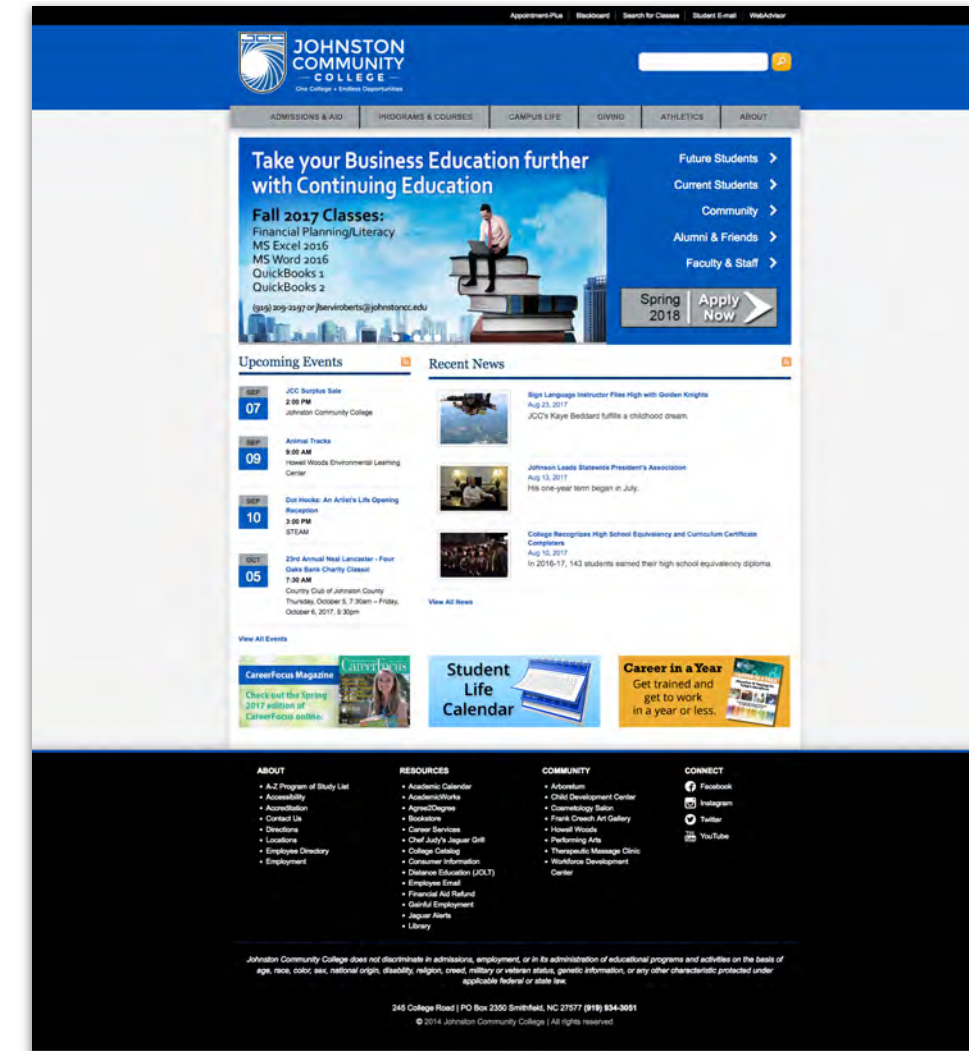 Appointment-Plus Blackboard Search for Classes Student E-mail WebAdvisor
JCC
JOHNSTON
COMMUNITY
COLLEGE
One College • Endless Opportunities
ADMISSIONS & AID PROGRAMS & COURSES CAMPUS LIFE GIVING ATHLETICS ABOUT
Take your Business Education further
with Continuing Education
Fall 2017 Classes:
Financial Planning/Literacy
MS Excel 2016
MS Word 2016
QuickBooks 1
QuickBooks 2
(919) 209-2197 or jlserviroberts@johnstoncc.edu
Future Students
Current Students
Community
Alumni & Friends
Faculty & Staff
Spring 2018
Apply Now
Upcoming Events
SEP
07
JCC Surplus Sale
2:00 PM
Johnston Community College
SEP
09
Animal Tracks
9:00 AM
Howell Woods Environmental Learning
Center
SEP
10
Dot Hooks: An Artist's Life Opening
Reception
3:00 PM
STEAM
OCT
05
23rd Annual Neal Lancaster - Four
Oaks Bank Charity Classic
7:30 AM
Country Club of Johnston County
Thursday, October 5, 7:30am – Friday,
October 6, 2017, 5:30pm
View All Events
Recent News
Sign Language Instructor Flies High with Golden Knights
Aug 23, 2017
JCC's Kaye Beddard fulfills a childhood dream.
Johnson Leads Statewide President's Association
Aug 13, 2017
His one-year term began in July.
College Recognizes High School Equivalency and Curriculum Certificate
Completers
Aug 10, 2017
In 2016-17, 143 students earned their high school equivalency diploma
View All News
CareerFocus Magazine
Check out the Spring
2017 edition of
CareerFocus online:
CareerFocus
Student
Life
Calendar
Career in a Year
Get trained and
get to work
in a year or less.
ABOUT
• A-Z Program of Study List
• Accessibility
• Accreditation
• Contact Us
• Directions
• Locations
• Employee Directory
• Employment
RESOURCES
• Academic Calendar
• AcademicWorks
• Agree2Degree
• Bookstore
• Career Services
• Chef Judy's Jaguar Grill
• College Catalog
• Consumer Information
• Distance Education (JOLT)
• Employee Email
• Financial Aid Refund
• Gainful Employment
• Jaguar Alerts
• Library
COMMUNITY
• Arboretum
• Child Development Center
• Cosmetology Salon
• Frank Creech Art Gallery
• Howell Woods
• Performing Arts
• Therapeutic Massage Clinic
• Workforce Development
Center
CONNECT
Facebook
Instagram
Twitter
YouTube
Johnston Community College does not discriminate in admissions, employment, or in its administration of educational programs and activities on the basis of
age, race, color, sex, national origin, disability, religion, creed, military or veteran status, genetic information, or any other characteristic protected under
applicable federal or state law.
245 College Road | PO Box 2350 Smithfield, NC 27577 (919) 934-3051
© 2014 Johnston Community College | All rights reserved